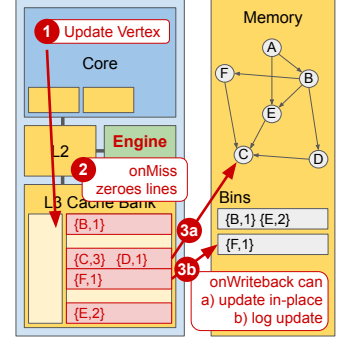 1 Update Vertex
Core
L2
Engine
2 onMiss
zeroes lines
L3 Cache Bank
{B,1}
{C,3} {D,1}
{F,1}
{E,2}
3a
3b
Memory
A
F
B
E
C
D
Bins
{B,1} {E,2}
{F,1}
onWriteback can
a) update in-place
b) log update